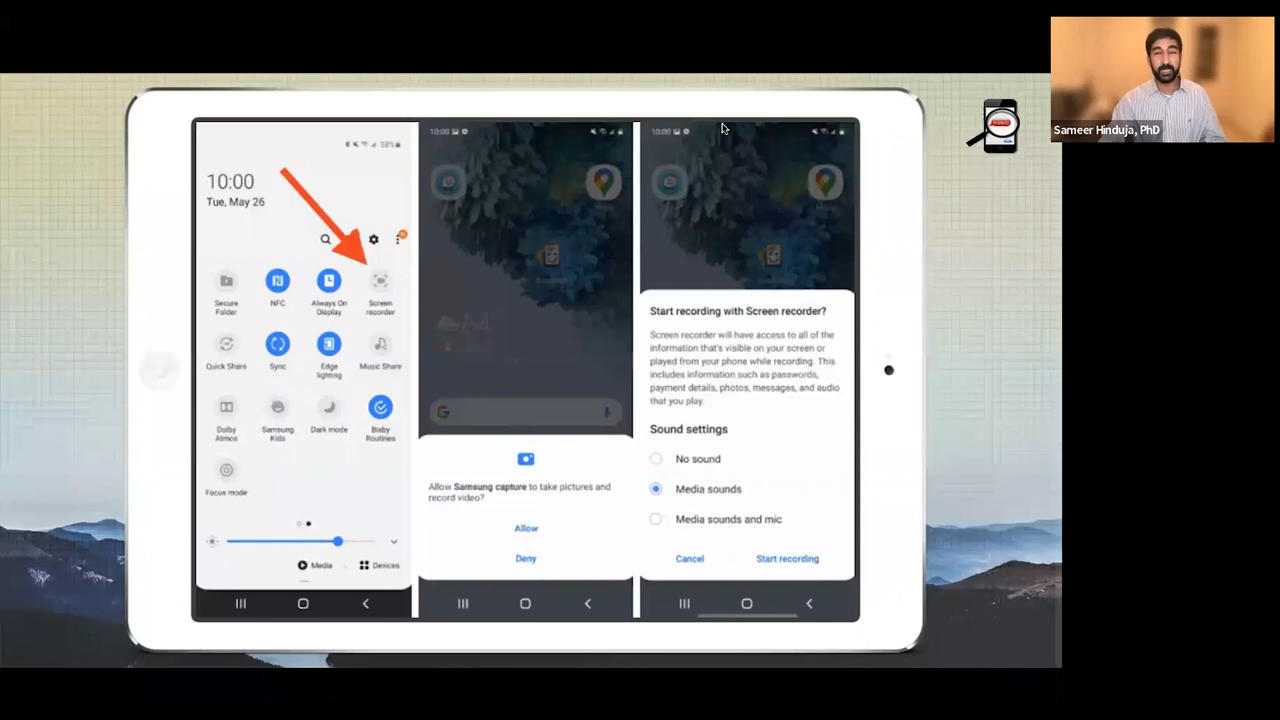 58%
10:00
Tue, May 26
Secure Folder
NFC
Always On Display
Screen recorder
Quick Share
Sync
Edge lighting
Music Share
Dolby Atmos
Samsung Kids
Dark mode
Bixby Routines
Focus mode
Media
Devices
10:00
Allow Samsung capture to take pictures and
record video?
Allow
Deny
10:00
Start recording with Screen recorder?
Screen recorder will have access to all of the
information that's visible on your screen or
played from your phone while recording. This
includes information such as passwords,
payment details, photos, messages, and audio
that you play.
Sound settings
No sound
Media sounds
Media sounds and mic
Cancel
Start recording
Sameer Hinduja, PhD